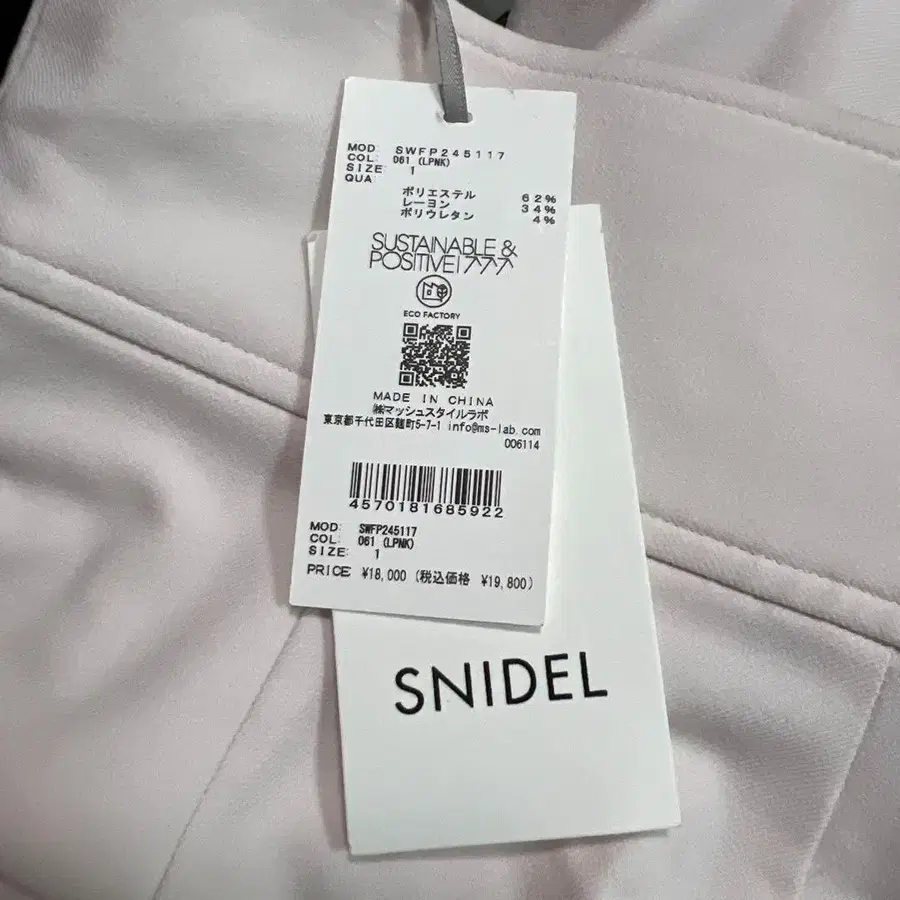 MOD: SWFP245117
COL: 061 (LPNK)
SIZE: 1
QUA:
ポリエステル 62%
レーヨン 34%
ポリウレタン 4%
SUSTAINABLE &
POSITIVE!
ECO FACTORY
MADE IN CHINA
㈱マッシュスタイルラボ
東京都千代田区麹町5-7-1 info@ms-lab.com
006114
4570181685922
MOD: SWFP245117
COL: 061 (LPNK)
SIZE: 1
PRICE ¥18,000 (税込価格 ¥19,800)
SNIDEL